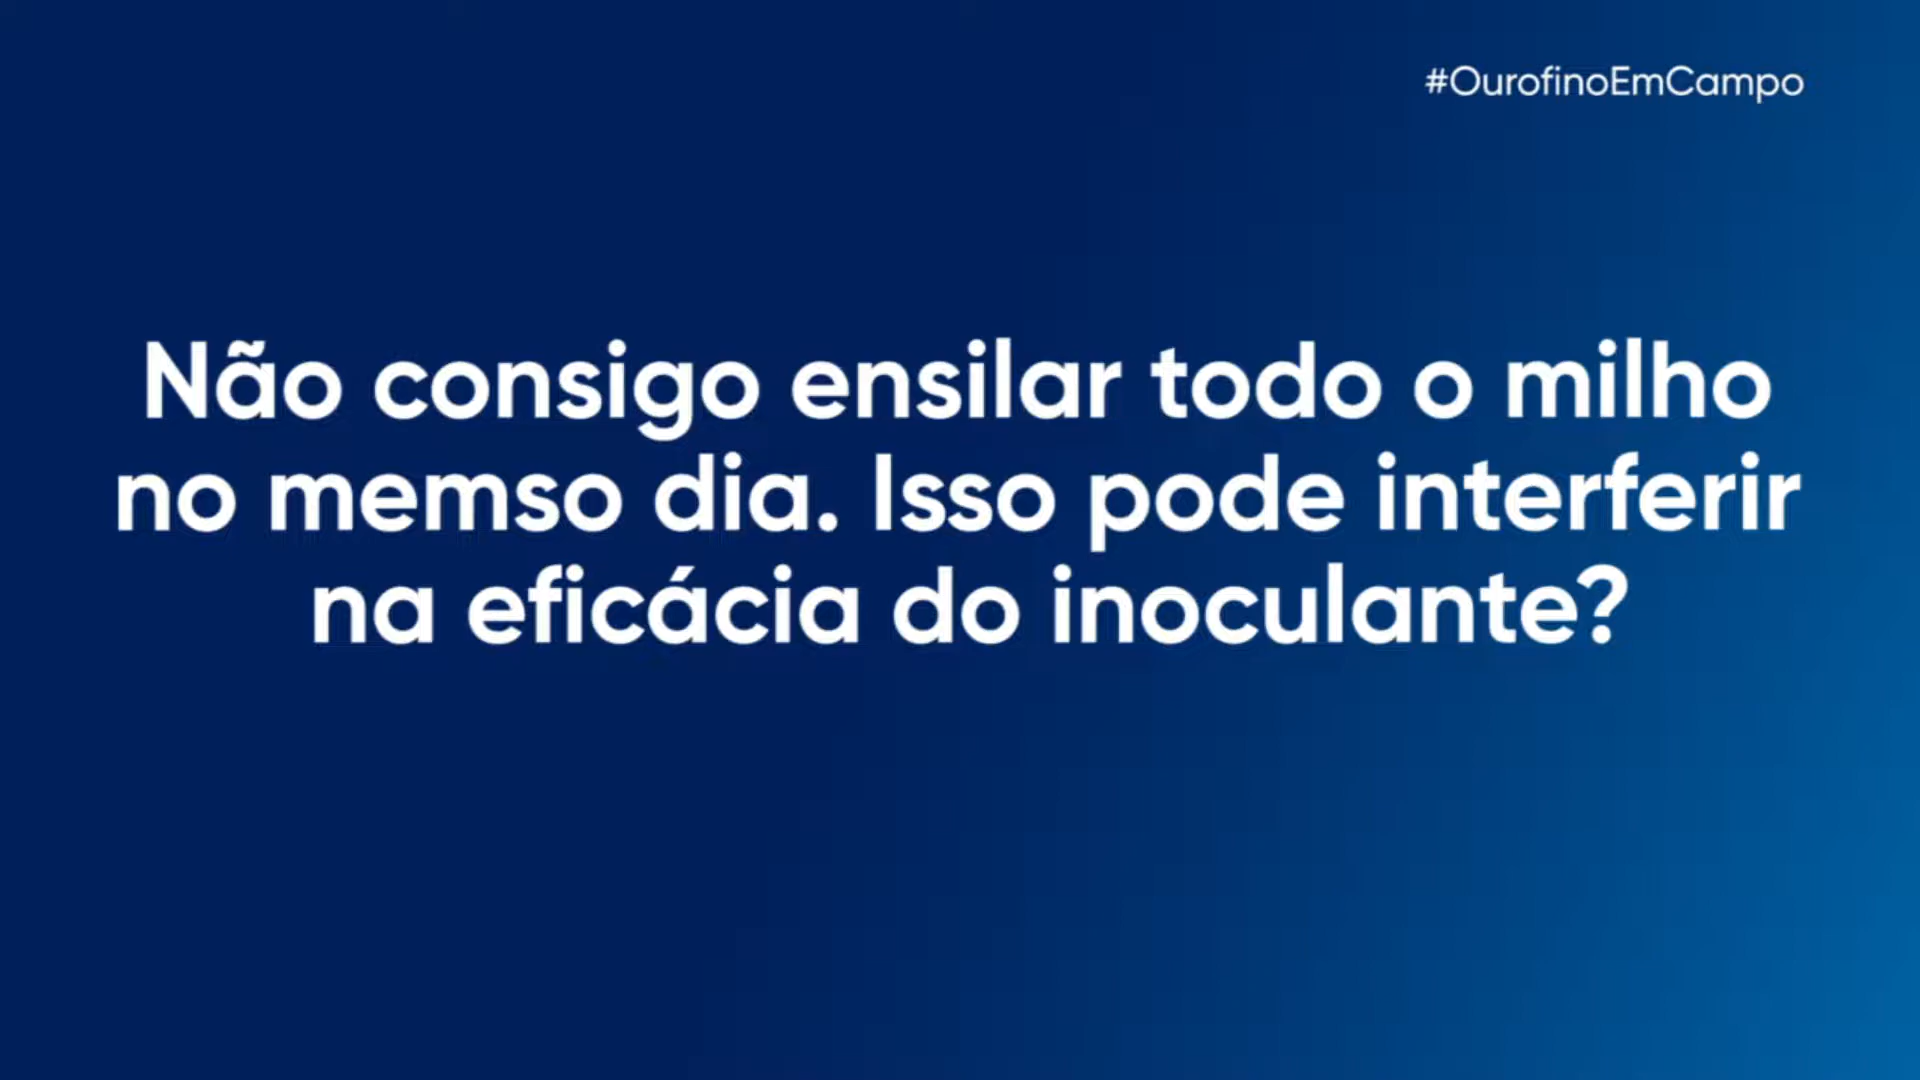 #OurofinoEmCampo
Não consigo ensilar todo o milho
no memso dia. Isso pode interferir
na eficácia do inoculante?